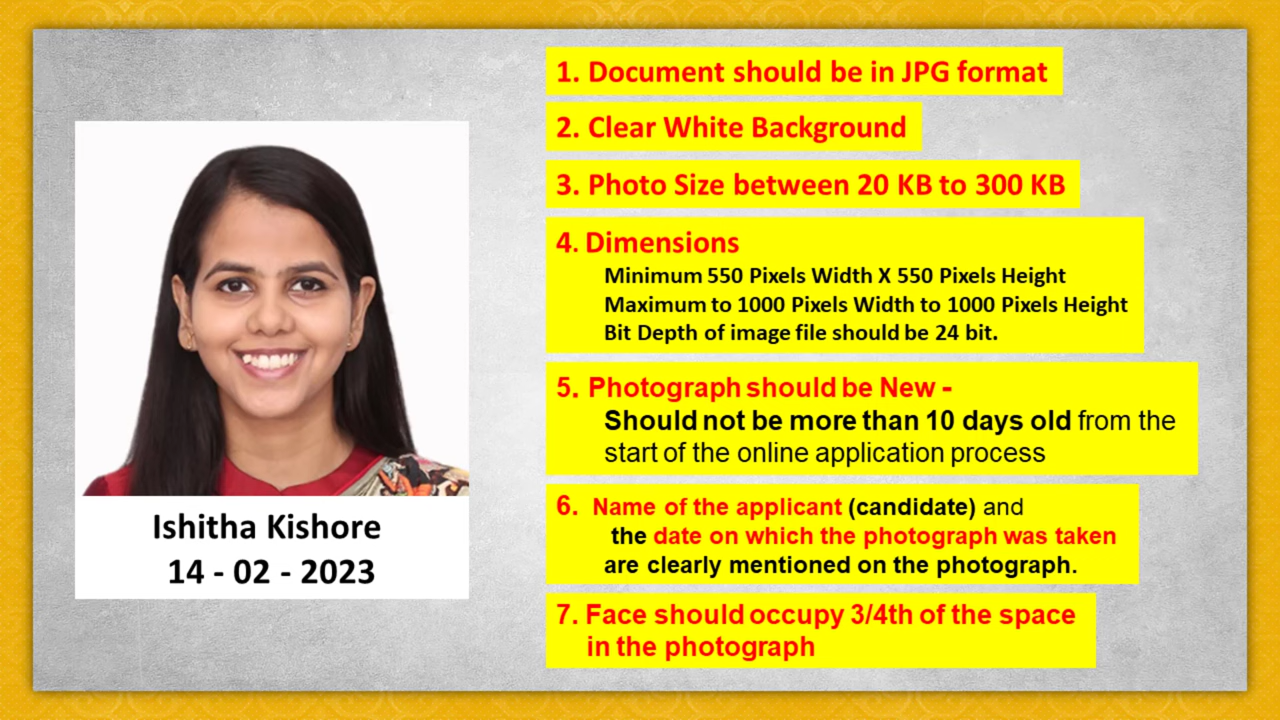 Ishitha Kishore
14 - 02 - 2023
1. Document should be in JPG format
2. Clear White Background
3. Photo Size between 20 KB to 300 KB
4. Dimensions
Minimum 550 Pixels Width X 550 Pixels Height
Maximum to 1000 Pixels Width to 1000 Pixels Height
Bit Depth of image file should be 24 bit.
5. Photograph should be New -
Should not be more than 10 days old from the
start of the online application process
6. Name of the applicant (candidate) and
the date on which the photograph was taken
are clearly mentioned on the photograph.
7. Face should occupy 3/4th of the space
in the photograph